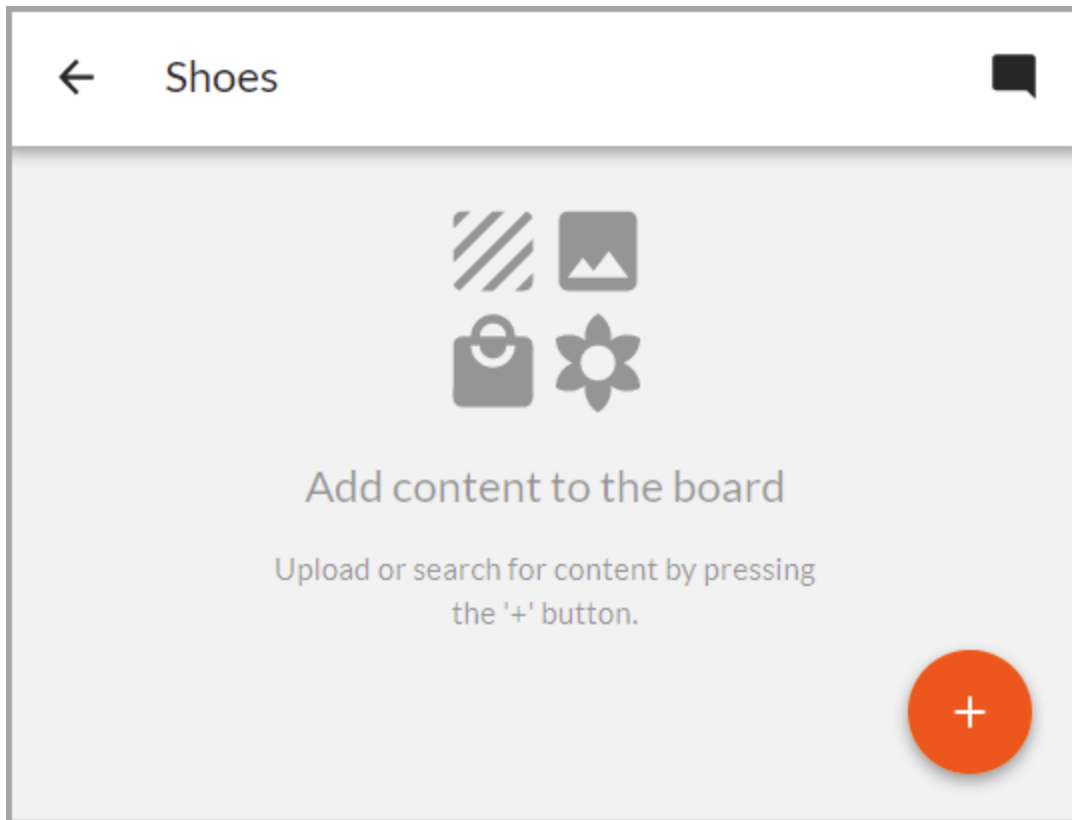 Shoes
Add content to the board
Upload or search for content by pressing
the '+' button.
+